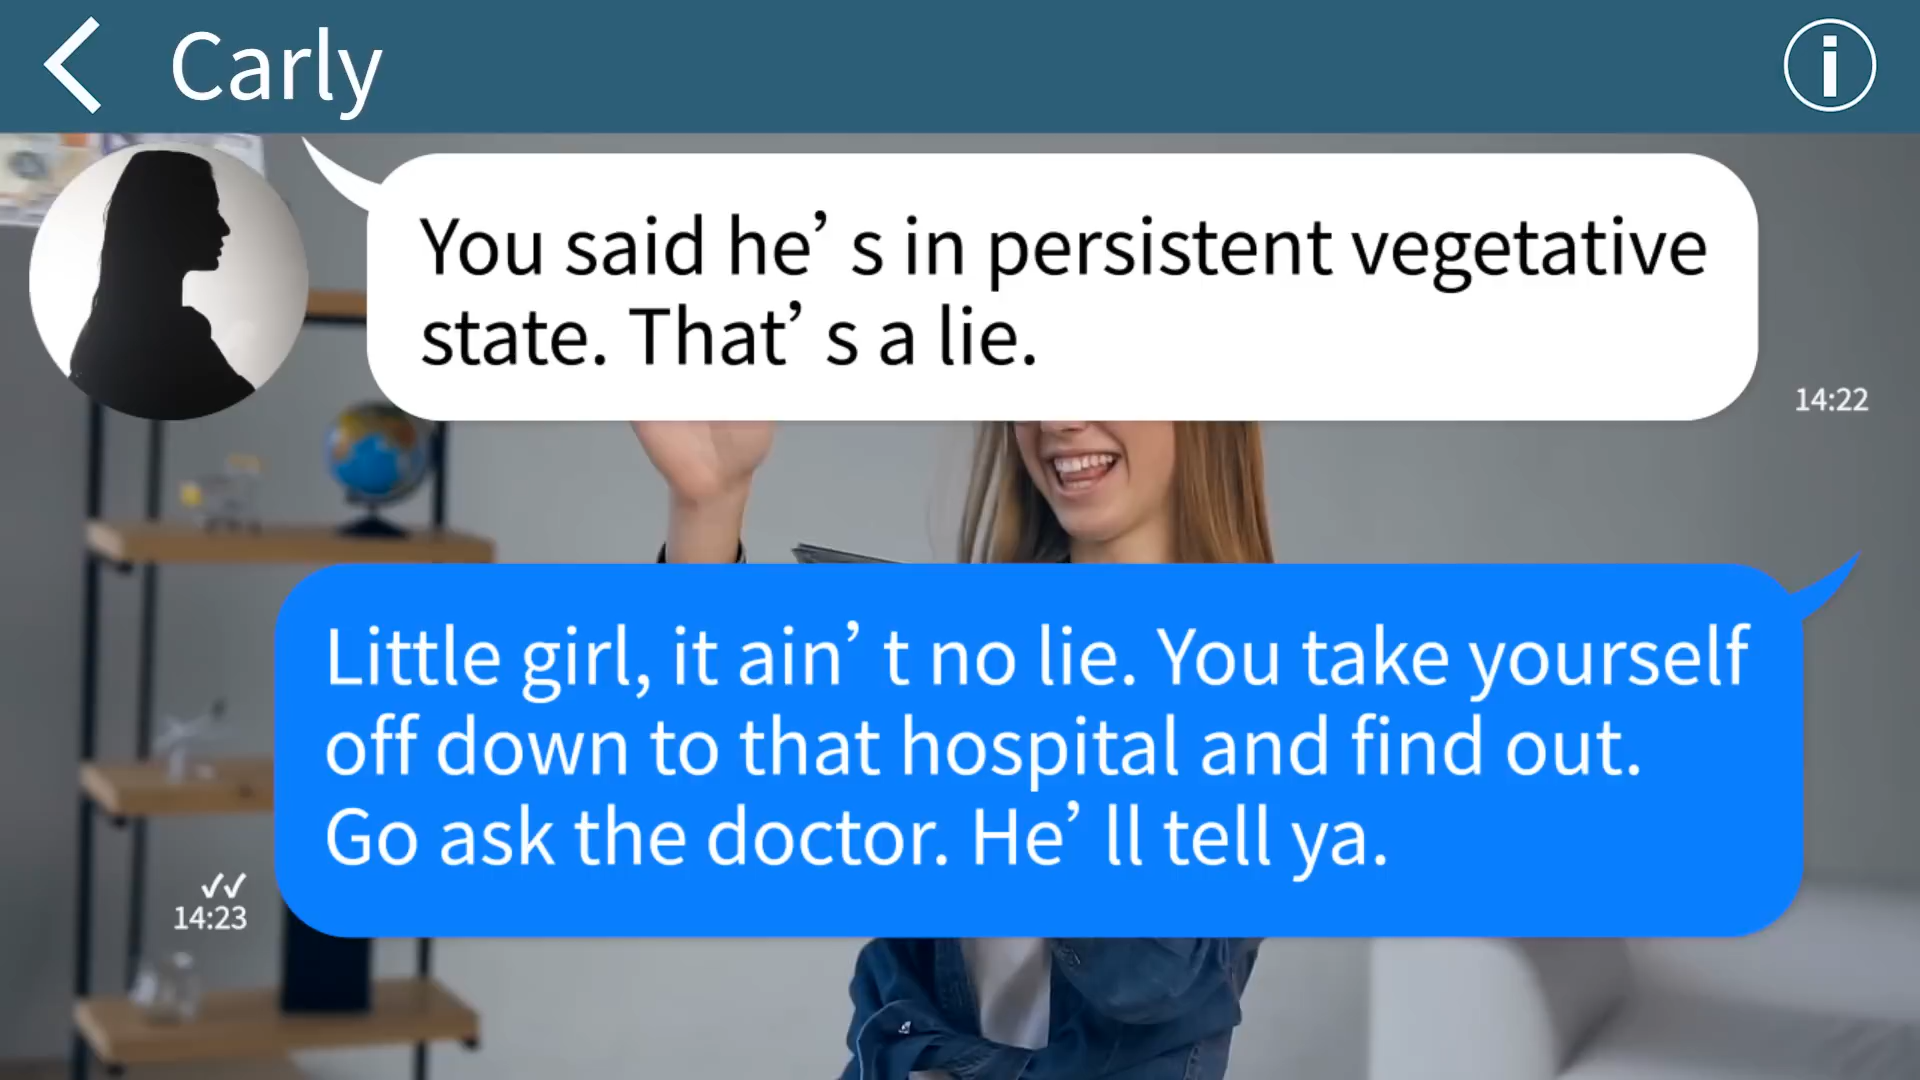 Carly
You said he’s in persistent vegetative
state. That’s a lie.
14:22
Little girl, it ain’t no lie. You take yourself
off down to that hospital and find out.
Go ask the doctor. He’ll tell ya.
14:23